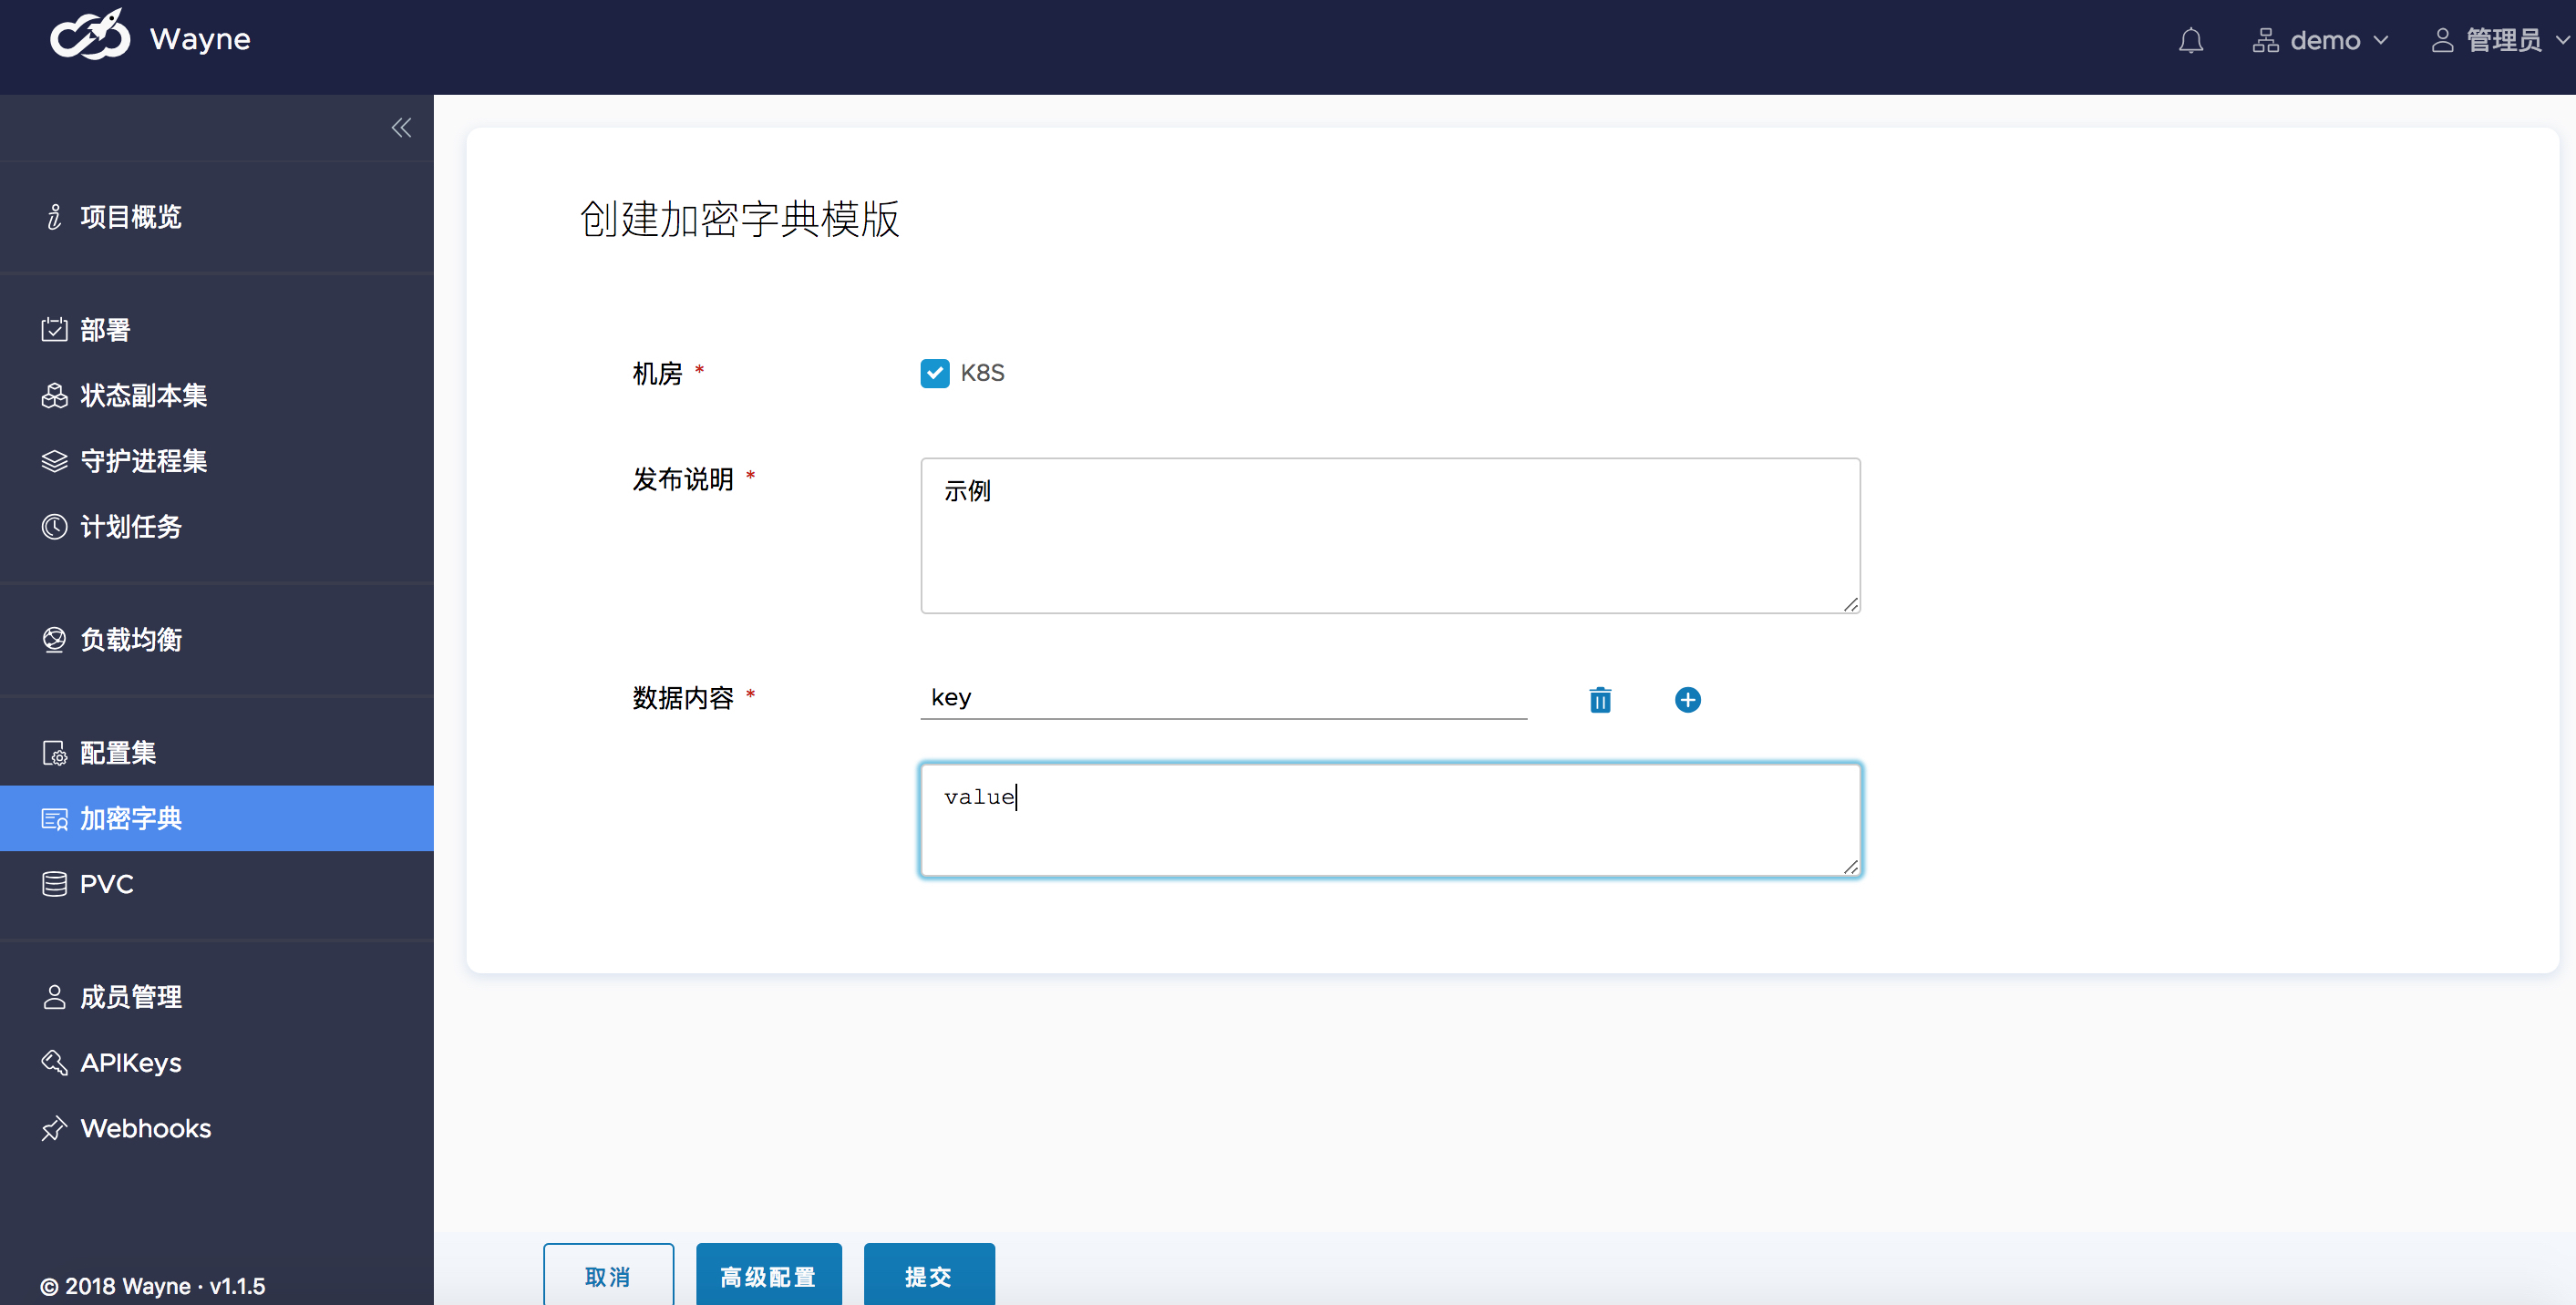 Wayne
demo
管理员
项目概览
部署
状态副本集
守护进程集
计划任务
负载均衡
配置集
加密字典
PVC
成员管理
APIKeys
Webhooks
© 2018 Wayne · v1.1.5
创建加密字典模版
机房 *
K8S
发布说明 *
示例
数据内容 *
key
value
取消
高级配置
提交